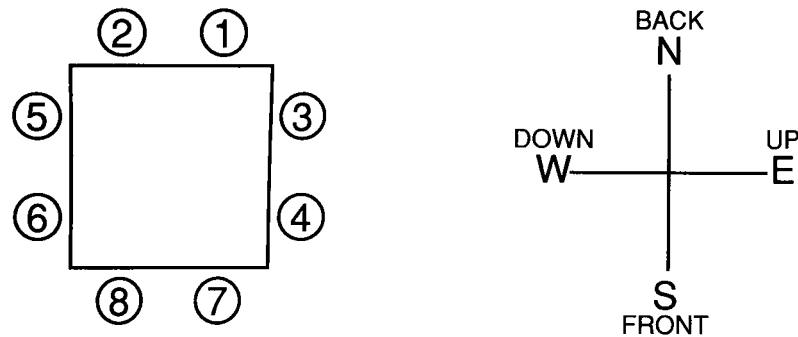 ② ①
⑤ ③
⑥ ④
⑧ ⑦
BACK
N
DOWN UP
W E
S
FRONT